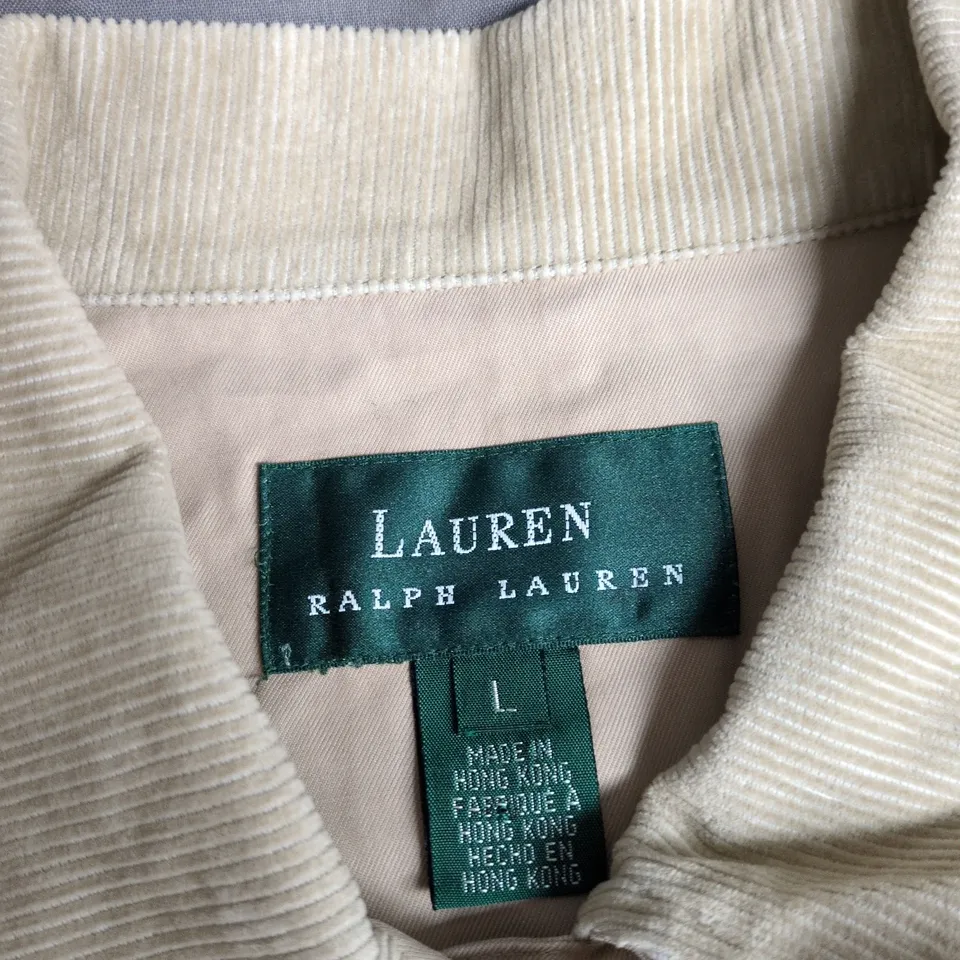 LAUREN
RALPH LAUREN
L
MADE IN
HONG KONG
FABRIQUÉ À
HONG KONG
HECHO EN
HONG KONG